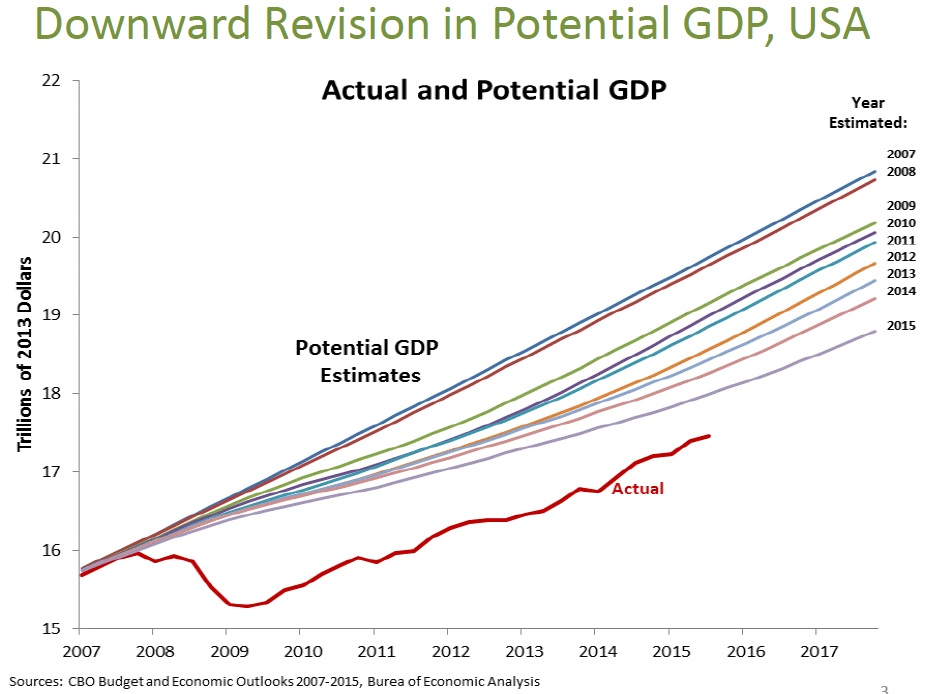 Downward Revision in Potential GDP, USA
Actual and Potential GDP
Year
Estimated:
2007
2008
2009
2010
2011
2012
2013
2014
2015
22
21
20
19
18
17
16
15
Trillions of 2013 Dollars
Potential GDP
Estimates
Actual
2007 2008 2009 2010 2011 2012 2013 2014 2015 2016 2017
Sources: CBO Budget and Economic Outlooks 2007-2015, Burea of Economic Analysis
3